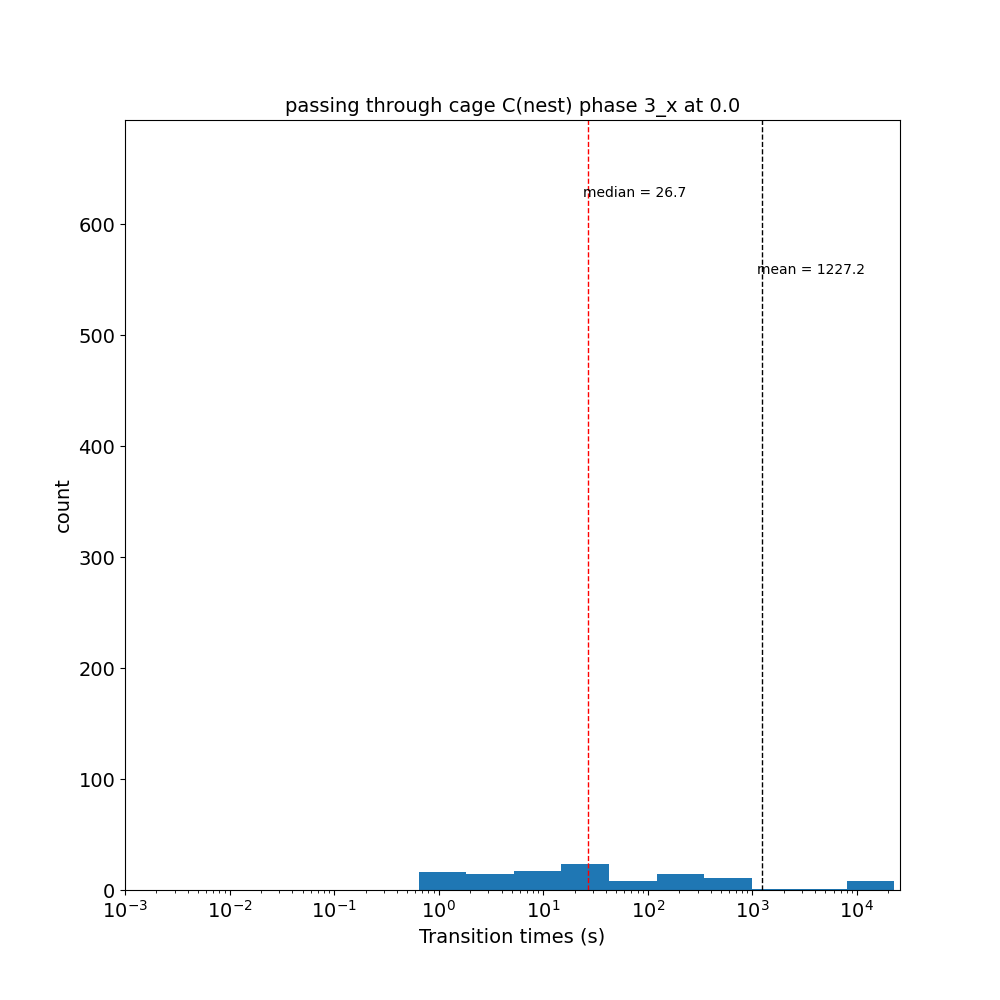 passing through cage C(nest) phase 3_x at 0.0
median = 26.7
mean = 1227.2
600
500
400
300
200
100
0
count
10⁻³ 10⁻² 10⁻¹ 10⁰ 10¹ 10² 10³ 10⁴
Transition times (s)